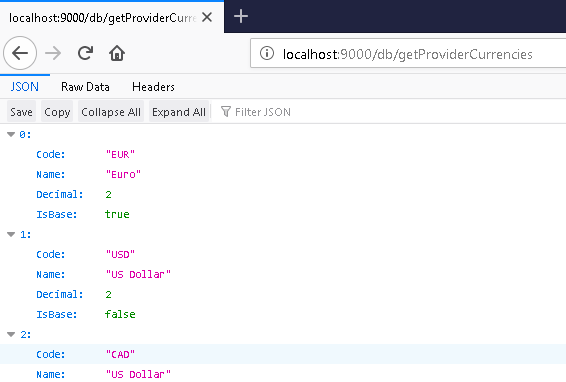 localhost:9000/db/getProviderCurre
localhost:9000/db/getProviderCurrencies
JSON Raw Data Headers
Save Copy Collapse All Expand All Filter JSON
0:
Code: "EUR"
Name: "Euro"
Decimal: 2
IsBase: true
1:
Code: "USD"
Name: "US Dollar"
Decimal: 2
IsBase: false
2:
Code: "CAD"
Name: "US Dollar"